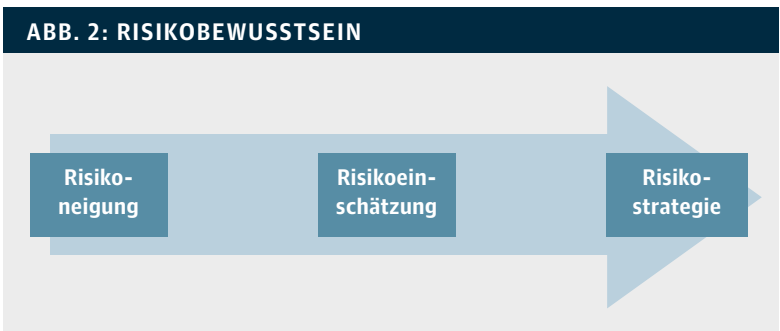 ABB. 2: RISIKOBEWUSSTSEIN
Risiko-
neigung
Risikoein-
schätzung
Risiko-
strategie